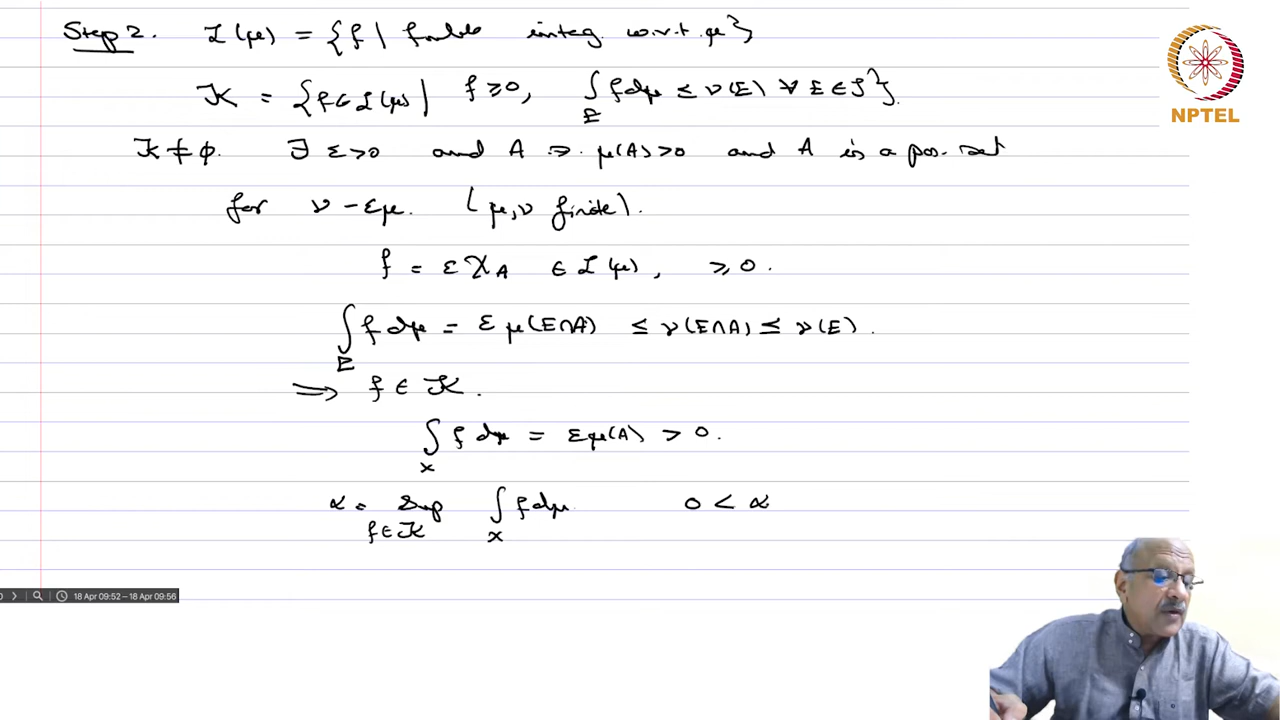 Step 2. ℒ(μ) = {f | f mble integ. w.r.t. μ}
NPTEL
𝒦 = {f ∈ ℒ(μ) | f ≥ 0, ∫_E f dμ ≤ ν(E) ∀ E ∈ 𝒮}.
𝒦 ≠ φ. ∃ ε > 0 and A ∋. μ(A) > 0 and A is a pos. set
for ν - εμ. (μ, ν finite).
f = ε χ_A ∈ ℒ(μ), ≥ 0.
∫_E f dμ = ε μ(E∩A) ≤ ν(E∩A) ≤ ν(E).
⟹ f ∈ 𝒦.
∫_X f dμ = εμ(A) > 0.
α = Sup_{f∈𝒦} ∫_X f dμ. 0 < α
18 Apr 09:52 – 18 Apr 09:56